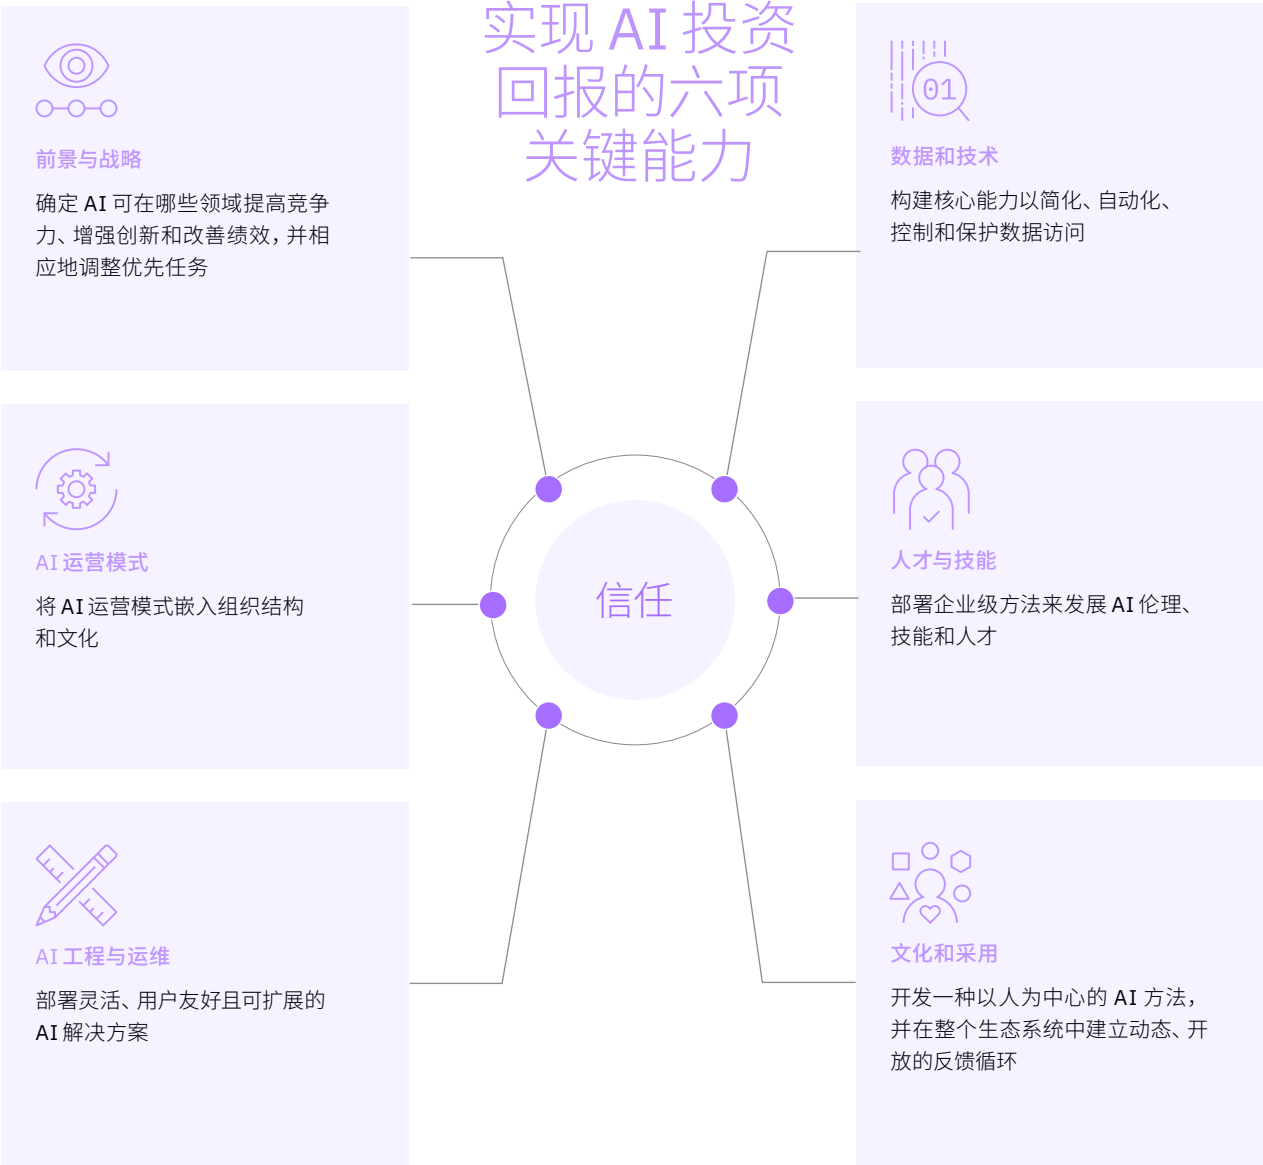 实现 AI 投资
回报的六项
关键能力
前景与战略
确定 AI 可在哪些领域提高竞争
力、增强创新和改善绩效，并相
应地调整优先任务
01
数据和技术
构建核心能力以简化、自动化、
控制和保护数据访问
AI 运营模式
将 AI 运营模式嵌入组织结构
和文化
信任
人才与技能
部署企业级方法来发展 AI 伦理、
技能和人才
AI 工程与运维
部署灵活、用户友好且可扩展的
AI 解决方案
文化和采用
开发一种以人为中心的 AI 方法，
并在整个生态系统中建立动态、开
放的反馈循环